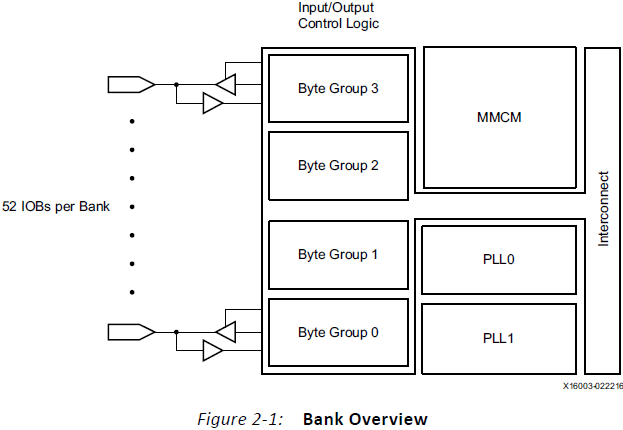 Input/Output
Control Logic
Byte Group 3
MMCM
Byte Group 2
52 IOBs per Bank
Interconnect
Byte Group 1
PLL0
Byte Group 0
PLL1
X16003-022216
Figure 2-1: Bank Overview